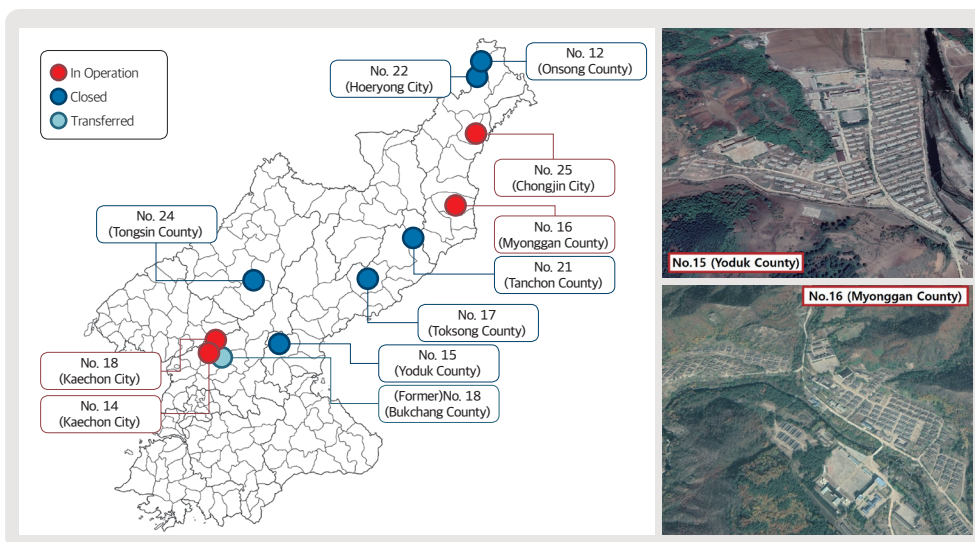 In Operation
Closed
Transferred
No. 12
(Onsong County)
No. 22
(Hoeryong City)
No. 25
(Chongjin City)
No. 16
(Myonggan County)
No. 24
(Tongsin County)
No. 21
(Tanchon County)
No. 17
(Toksong County)
No. 18
(Kaechon City)
No. 15
(Yoduk County)
No. 14
(Kaechon City)
(Former)No. 18
(Bukchang County)
No.15 (Yoduk County)
No.16 (Myonggan County)